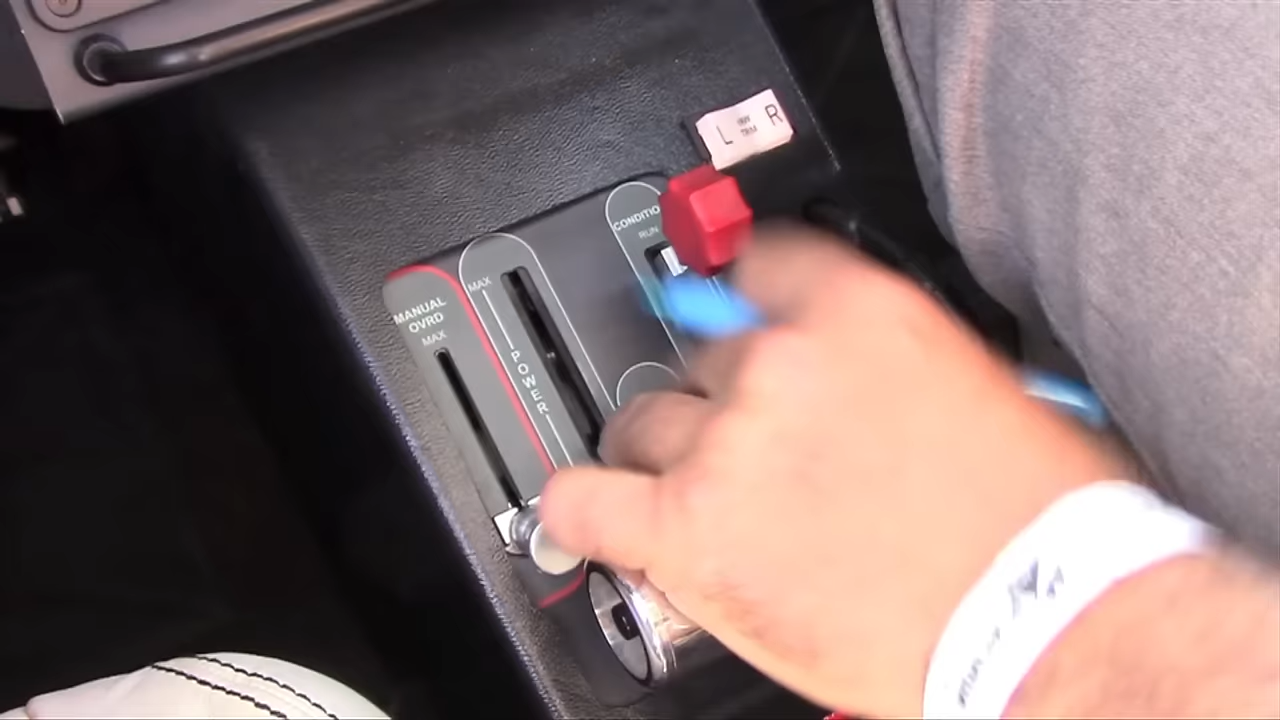 L R
CONDITIO
RUN
MANUAL
OVRD
MAX
MAX
POWER